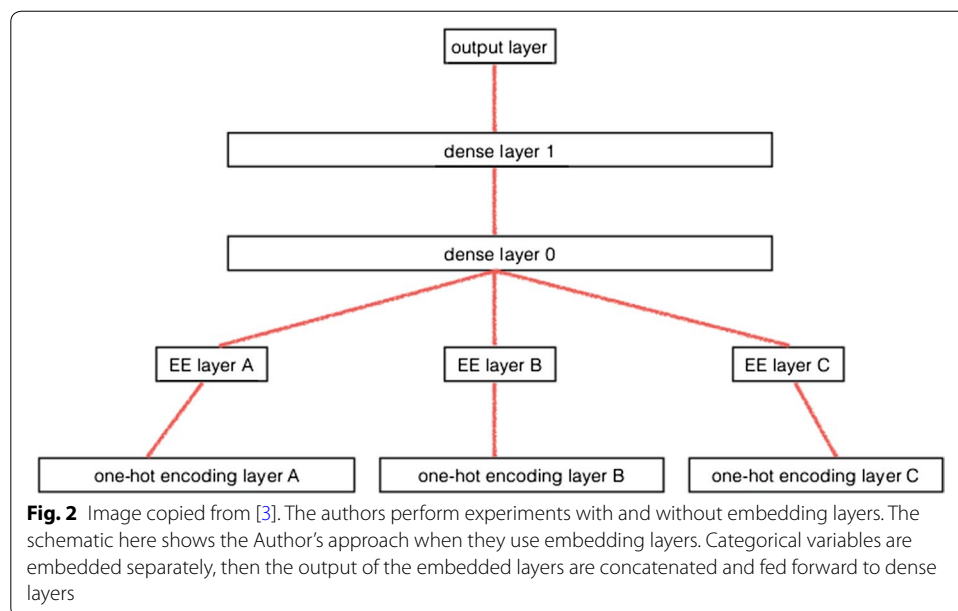 output layer
dense layer 1
dense layer 0
EE layer A
EE layer B
EE layer C
one-hot encoding layer A
one-hot encoding layer B
one-hot encoding layer C
Fig. 2 Image copied from [3]. The authors perform experiments with and without embedding layers. The
schematic here shows the Author's approach when they use embedding layers. Categorical variables are
embedded separately, then the output of the embedded layers are concatenated and fed forward to dense
layers